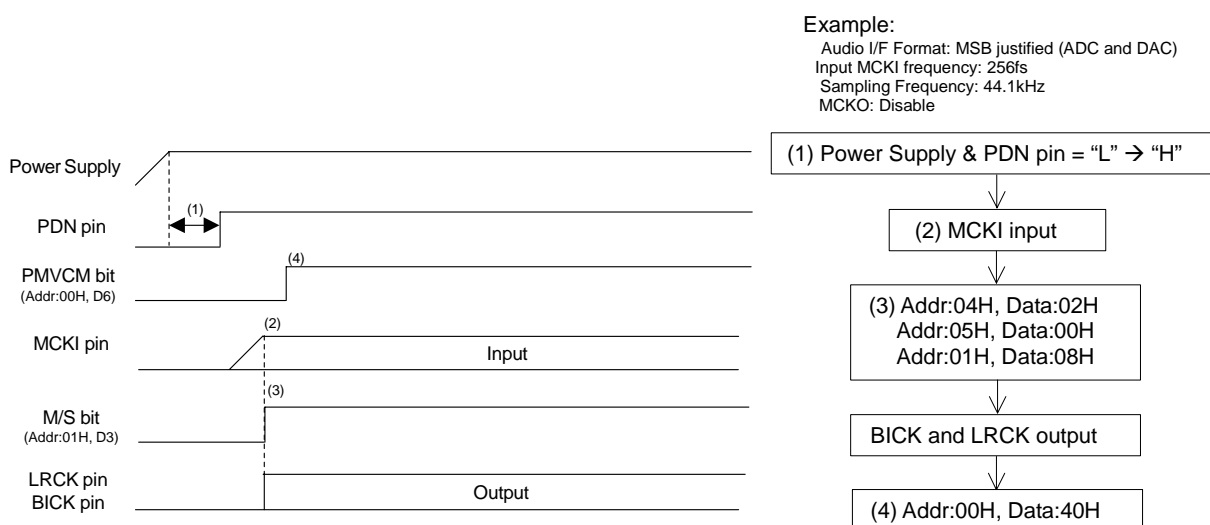 Example:
Audio I/F Format: MSB justified (ADC and DAC)
Input MCKI frequency: 256fs
Sampling Frequency: 44.1kHz
MCKO: Disable
Power Supply
(1)
PDN pin
(4)
PMVCM bit
(Addr:00H, D6)
(2)
MCKI pin
Input
(3)
M/S bit
(Addr:01H, D3)
LRCK pin
BICK pin
Output
(1) Power Supply & PDN pin = “L” → “H”
(2) MCKI input
(3) Addr:04H, Data:02H
Addr:05H, Data:00H
Addr:01H, Data:08H
BICK and LRCK output
(4) Addr:00H, Data:40H